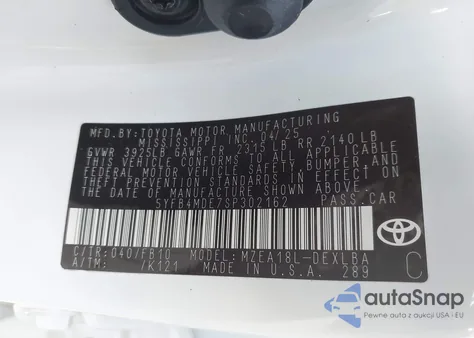 MFD.BY: TOYOTA MOTOR MANUFACTURING
MISSISSIPPI, INC. 04/25
GVWR 3925LB GAWR FR 2315 LB RR 2140 LB
THIS VEHICLE CONFORMS TO ALL APPLICABLE
FEDERAL MOTOR VEHICLE SAFETY, BUMPER, AND
THEFT PREVENTION STANDARDS IN EFFECT ON
THE DATE OF MANUFACTURE SHOWN ABOVE.
5YFB4MDE7SP302162 PASS.CAR
C/TR: 040/FB10 MODEL: MZEA18L-DEXLBA
A/TM: /K121 MADE IN U.S.A. 289
C
TOYOTA
autoSnap
Pewne auta z aukcji USA i EU